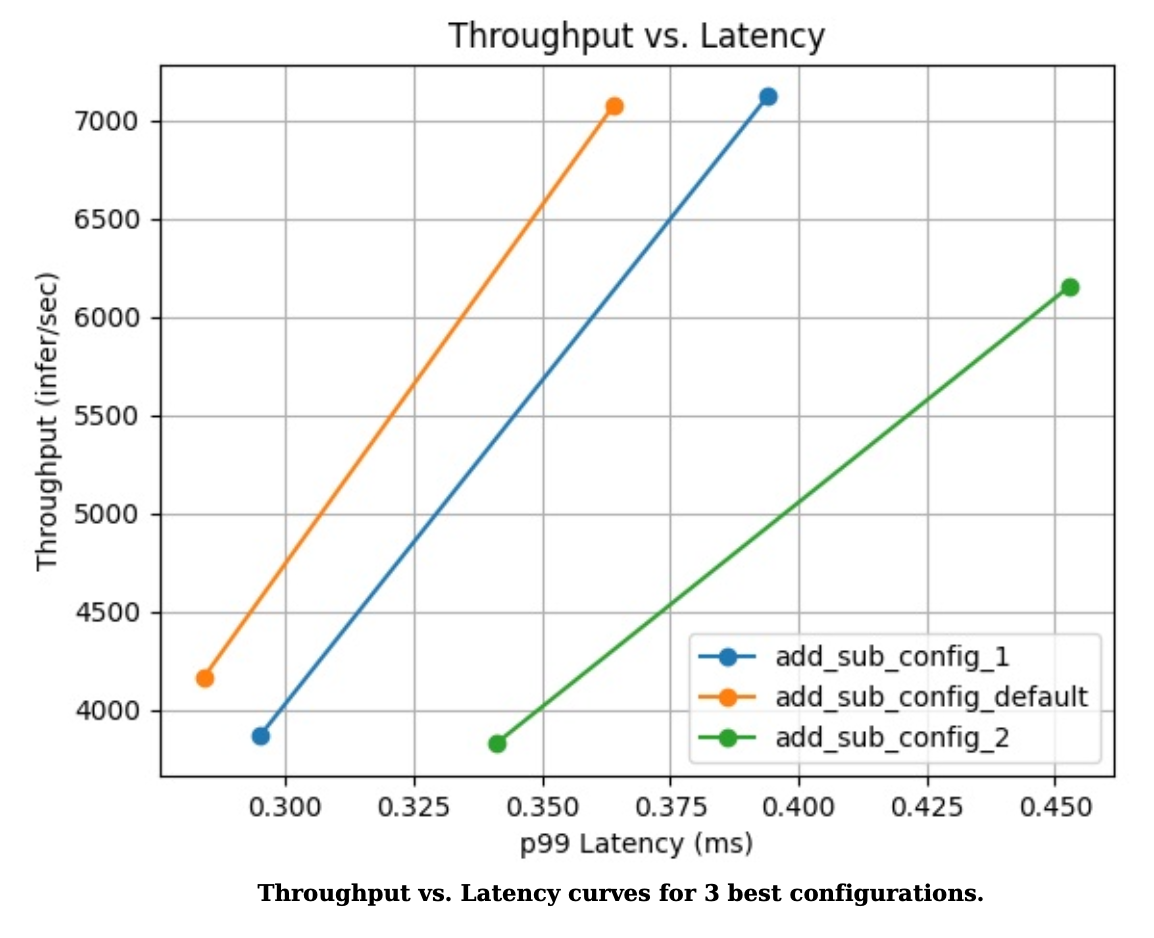 Throughput vs. Latency
7000
6500
6000
5500
5000
4500
4000
Throughput (infer/sec)
add_sub_config_1
add_sub_config_default
add_sub_config_2
0.300 0.325 0.350 0.375 0.400 0.425 0.450
p99 Latency (ms)
Throughput vs. Latency curves for 3 best configurations.